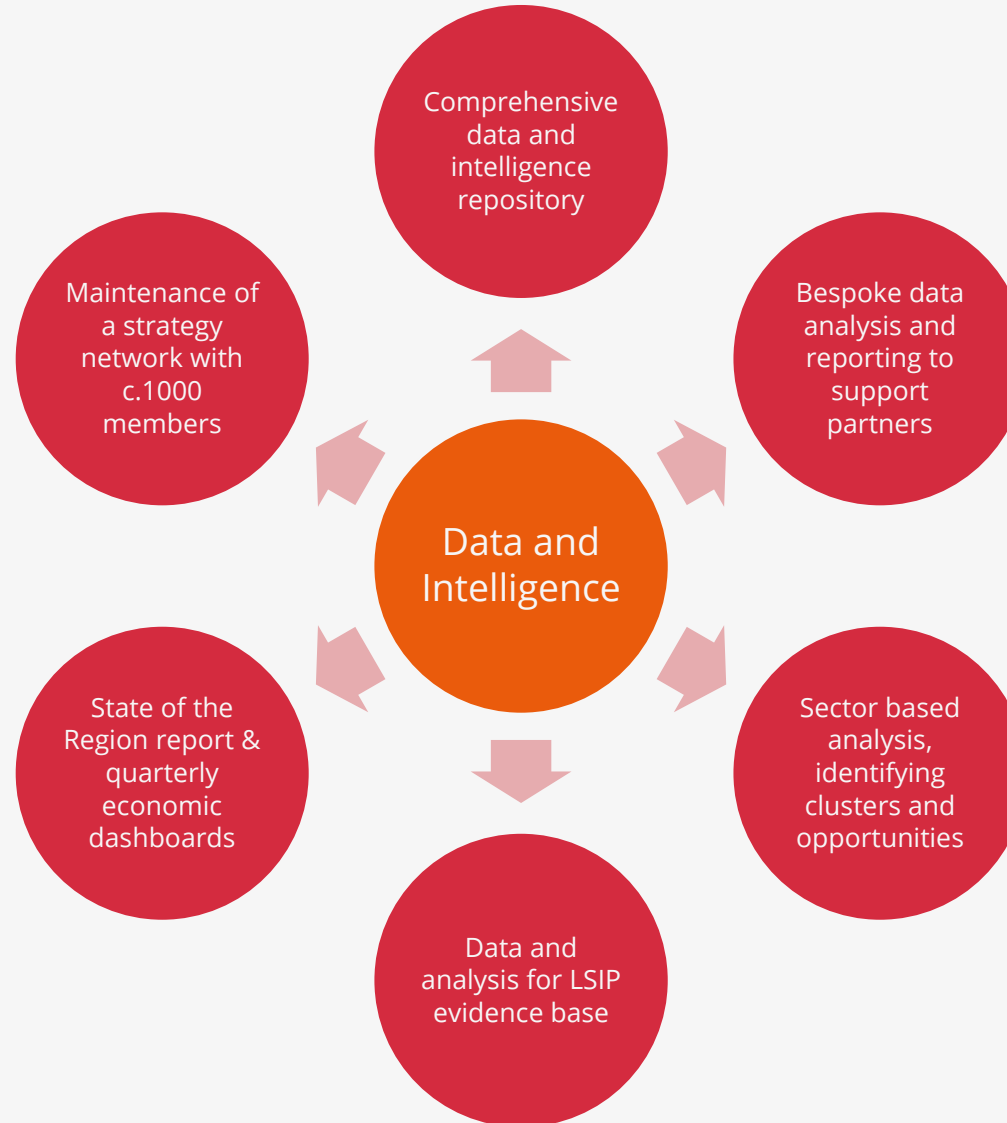 Comprehensive
data and
intelligence
repository
Maintenance of
a strategy
network with
c.1000
members
Bespoke data
analysis and
reporting to
support
partners
Data and
Intelligence
State of the
Region report &
quarterly
economic
dashboards
Sector based
analysis,
identifying
clusters and
opportunities
Data and
analysis for LSIP
evidence base